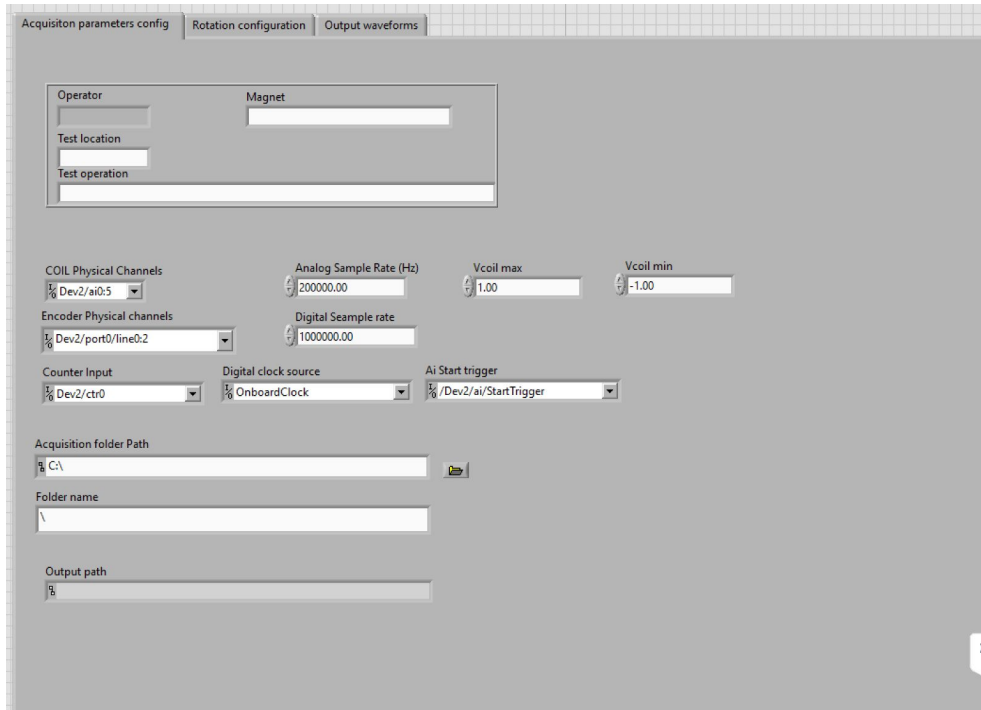 Acquisiton parameters config Rotation configuration Output waveforms
Operator Magnet
Test location
Test operation
COIL Physical Channels Analog Sample Rate (Hz) Vcoil max Vcoil min
Dev2/ai0:5 200000.00 1.00 -1.00
Encoder Physical channels Digital Seample rate
Dev2/port0/line0:2 1000000.00
Counter Input Digital clock source Ai Start trigger
Dev2/ctr0 OnboardClock /Dev2/ai/StartTrigger
Acquisition folder Path
C:\
Folder name
\
Output path